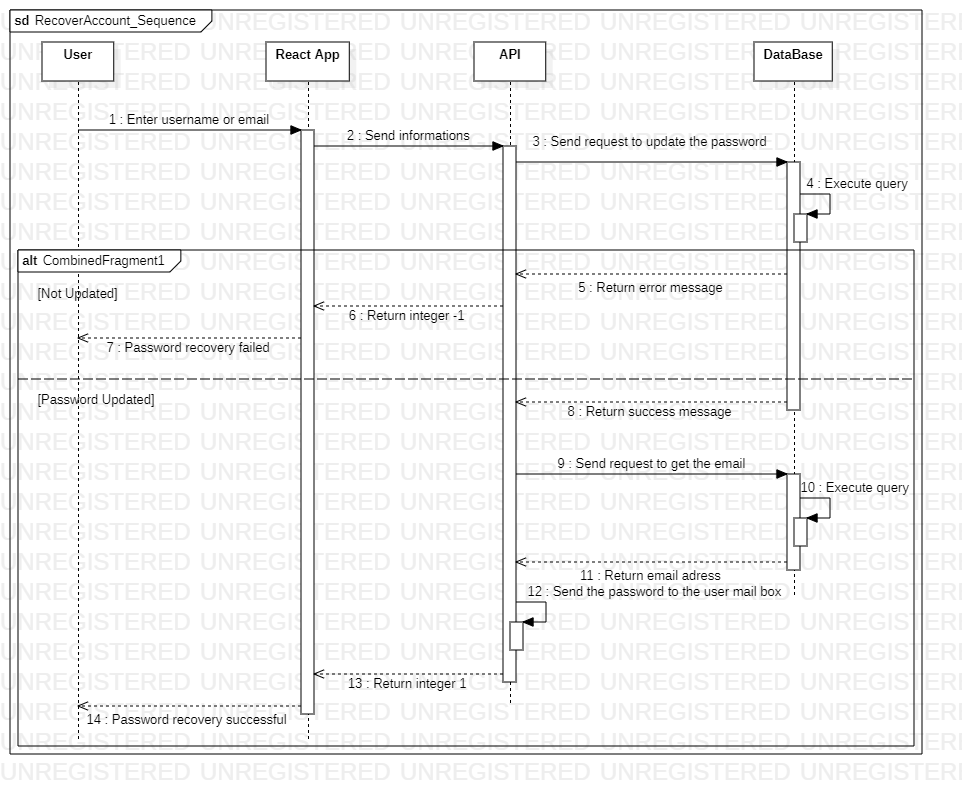 sd RecoverAccount_Sequence
User
React App
API
DataBase
1 : Enter username or email
2 : Send informations
3 : Send request to update the password
4 : Execute query
alt CombinedFragment1
5 : Return error message
[Not Updated]
6 : Return integer -1
7 : Password recovery failed
[Password Updated]
8 : Return success message
9 : Send request to get the email
10 : Execute query
11 : Return email adress
12 : Send the password to the user mail box
13 : Return integer 1
14 : Password recovery successful
UNREGISTERED